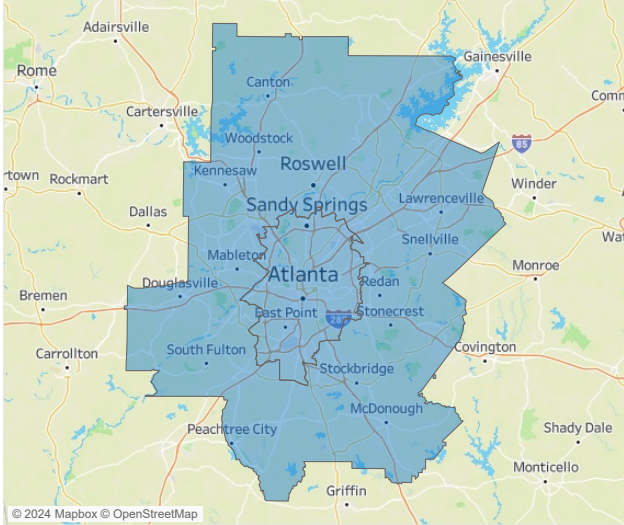 Adairsville
Gainesville
Rome
Canton
Comm
Cartersville
Woodstock
85
Roswell
Kennesaw
rtown
Rockmart
Winder
Lawrenceville
Sandy Springs
Dallas
Snellville
Wat
Mableton
Monroe
Atlanta
Douglasville
Redan
Bremen
East Point
Stonecrest
285
South Fulton
Covington
Carrollton
Stockbridge
McDonough
Peachtree City
Shady Dale
Monticello
Griffin
© 2024 Mapbox © OpenStreetMap